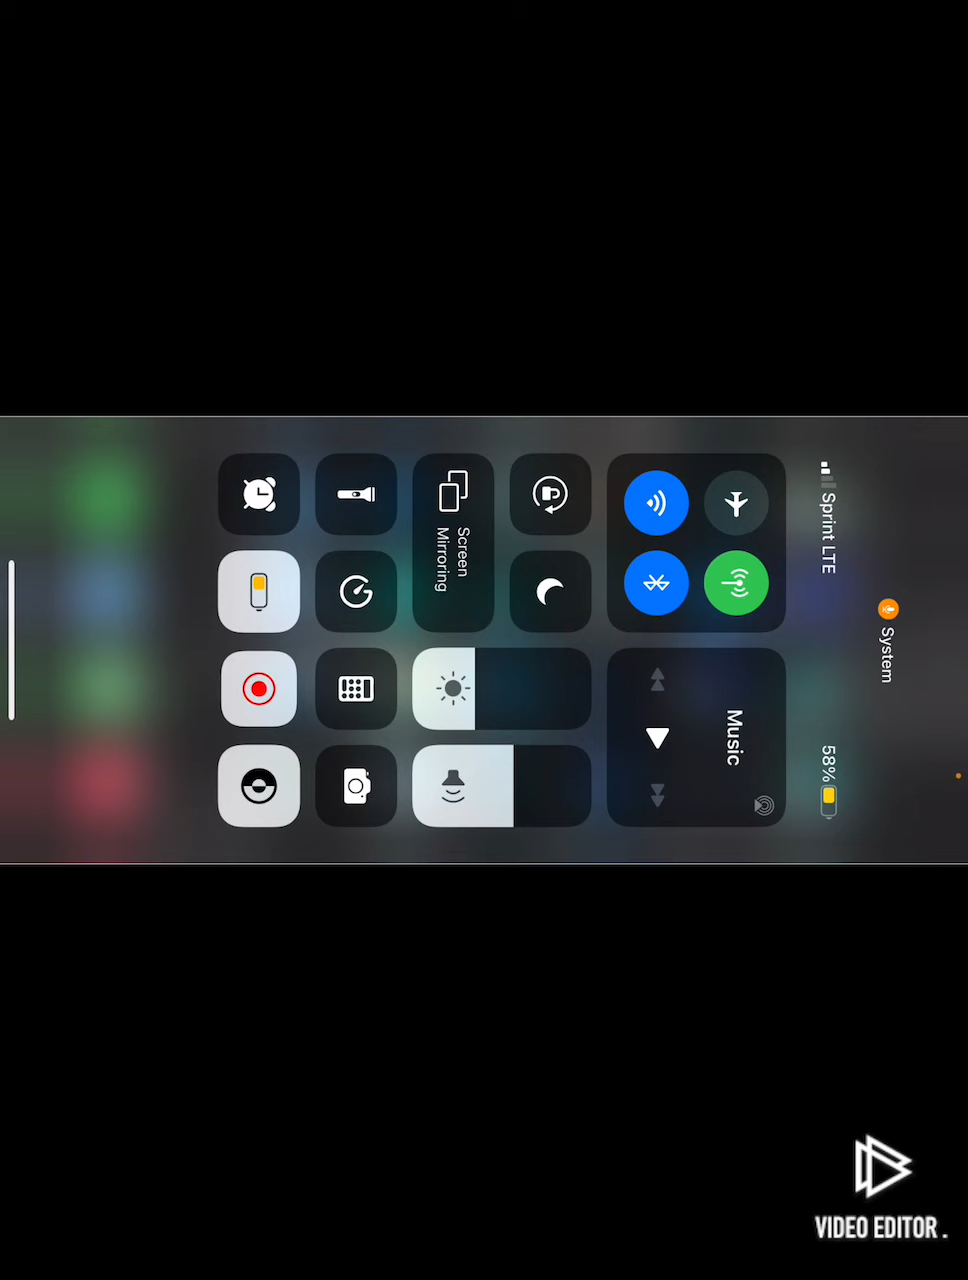 System
Sprint LTE
58%
Music
Screen
Mirroring
VIDEO EDITOR .